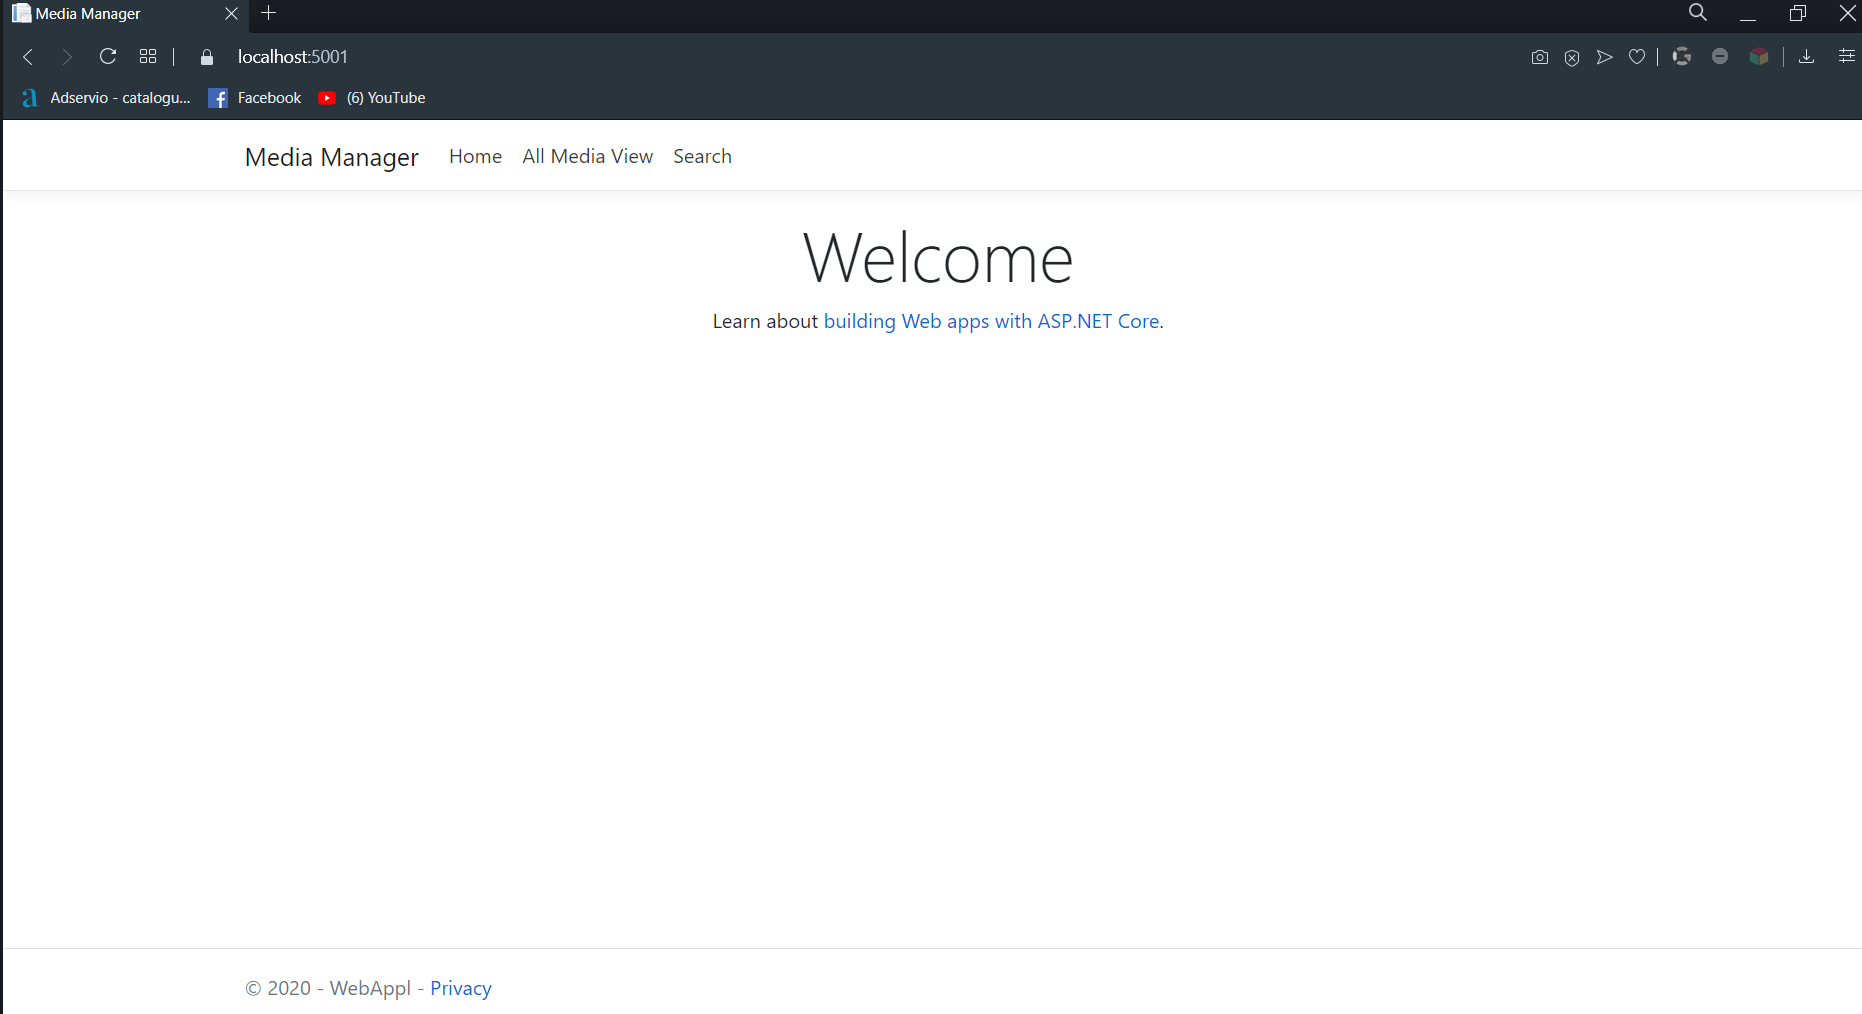 Media Manager
localhost:5001
Adservio - catalogu... Facebook (6) YouTube
Media Manager Home All Media View Search
Welcome
Learn about building Web apps with ASP.NET Core.
© 2020 - WebAppl - Privacy